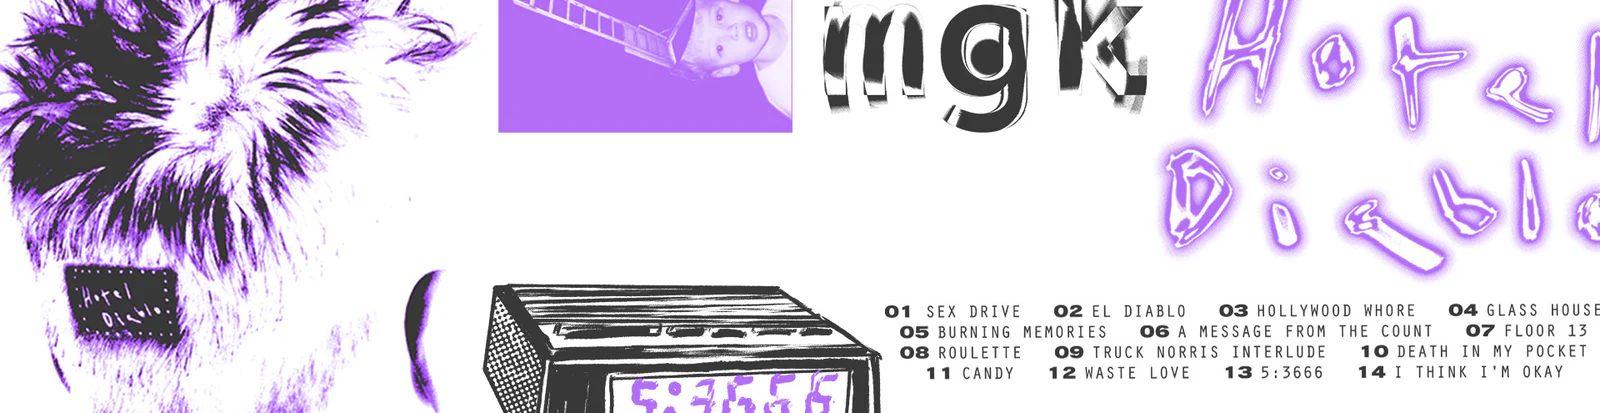 mgk
Hotel
Diablo
Hotel
Diablo
5:3666
01 SEX DRIVE 02 EL DIABLO 03 HOLLYWOOD WHORE 04 GLASS HOUSE
05 BURNING MEMORIES 06 A MESSAGE FROM THE COUNT 07 FLOOR 13
08 ROULETTE 09 TRUCK NORRIS INTERLUDE 10 DEATH IN MY POCKET
11 CANDY 12 WASTE LOVE 13 5:3666 14 I THINK I'M OKAY